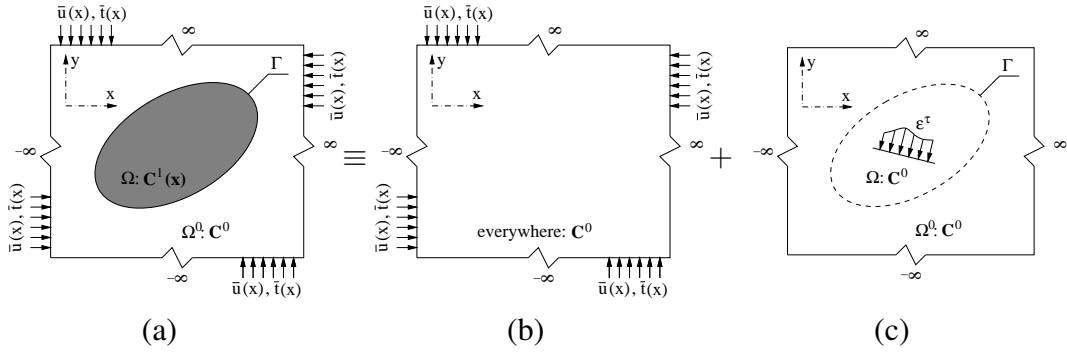 ū(x), t̄(x)
∞
y
x
Γ
ū(x), t̄(x)
−∞
∞
Ω: C¹(x)
ū(x), t̄(x)
Ω⁰: C⁰
−∞
ū(x), t̄(x)
(a)
≡
ū(x), t̄(x)
∞
y
x
ū(x), t̄(x)
−∞
∞
ū(x), t̄(x)
everywhere: C⁰
−∞
ū(x), t̄(x)
(b)
+
∞
y
x
Γ
ε^τ
−∞
∞
Ω: C⁰
Ω⁰: C⁰
−∞
(c)